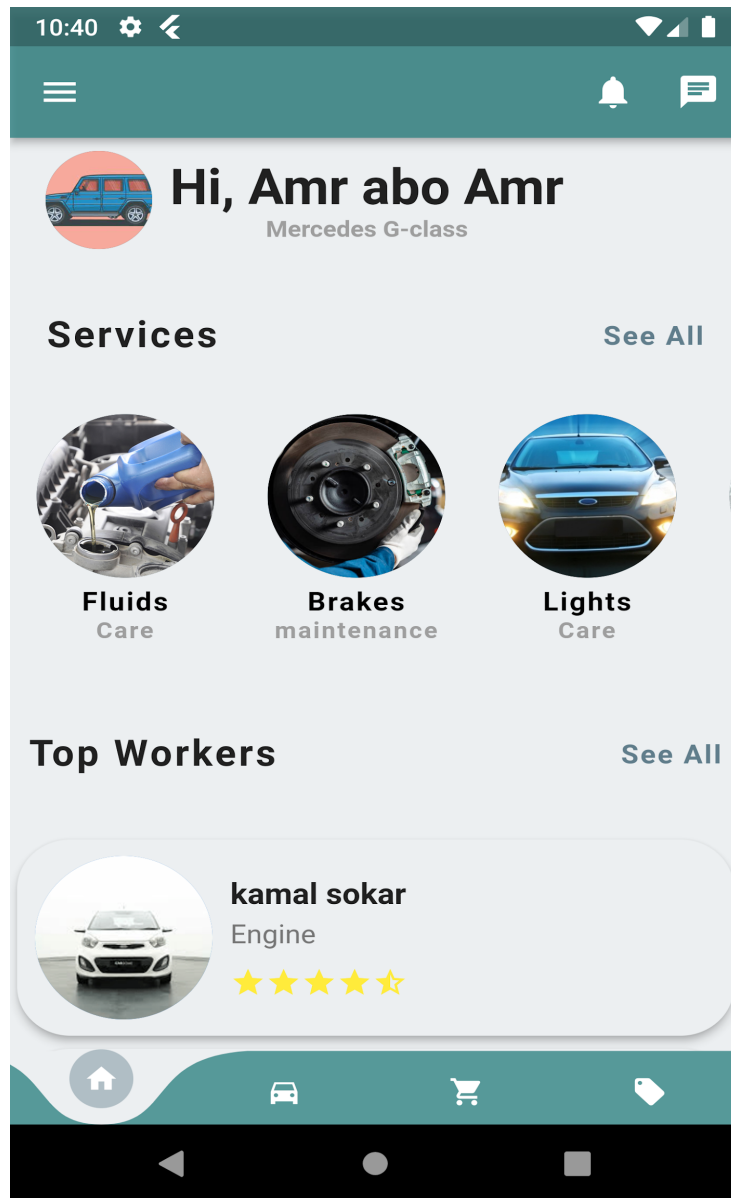 10:40
Hi, Amr abo Amr
Mercedes G-class
Services See All
Fluids Brakes Lights
Care maintenance Care
Top Workers See All
kamal sokar
Engine